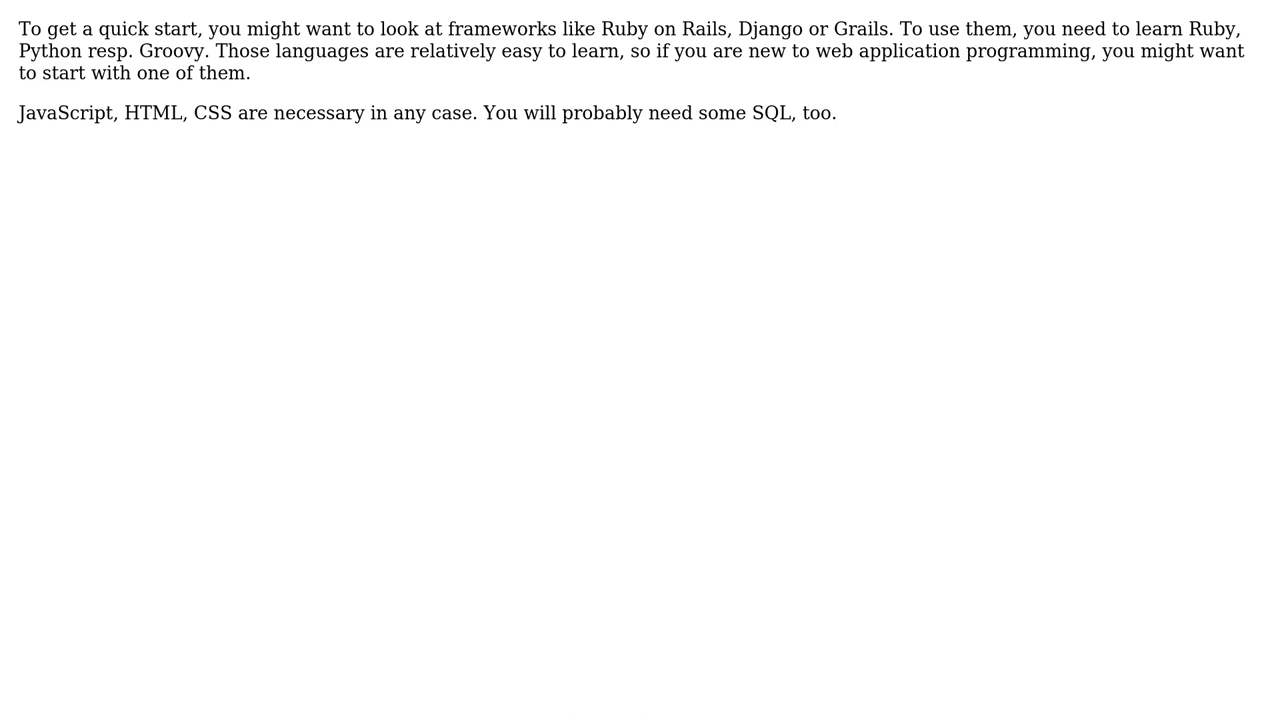 To get a quick start, you might want to look at frameworks like Ruby on Rails, Django or Grails. To use them, you need to learn Ruby,
Python resp. Groovy. Those languages are relatively easy to learn, so if you are new to web application programming, you might want
to start with one of them.
JavaScript, HTML, CSS are necessary in any case. You will probably need some SQL, too.